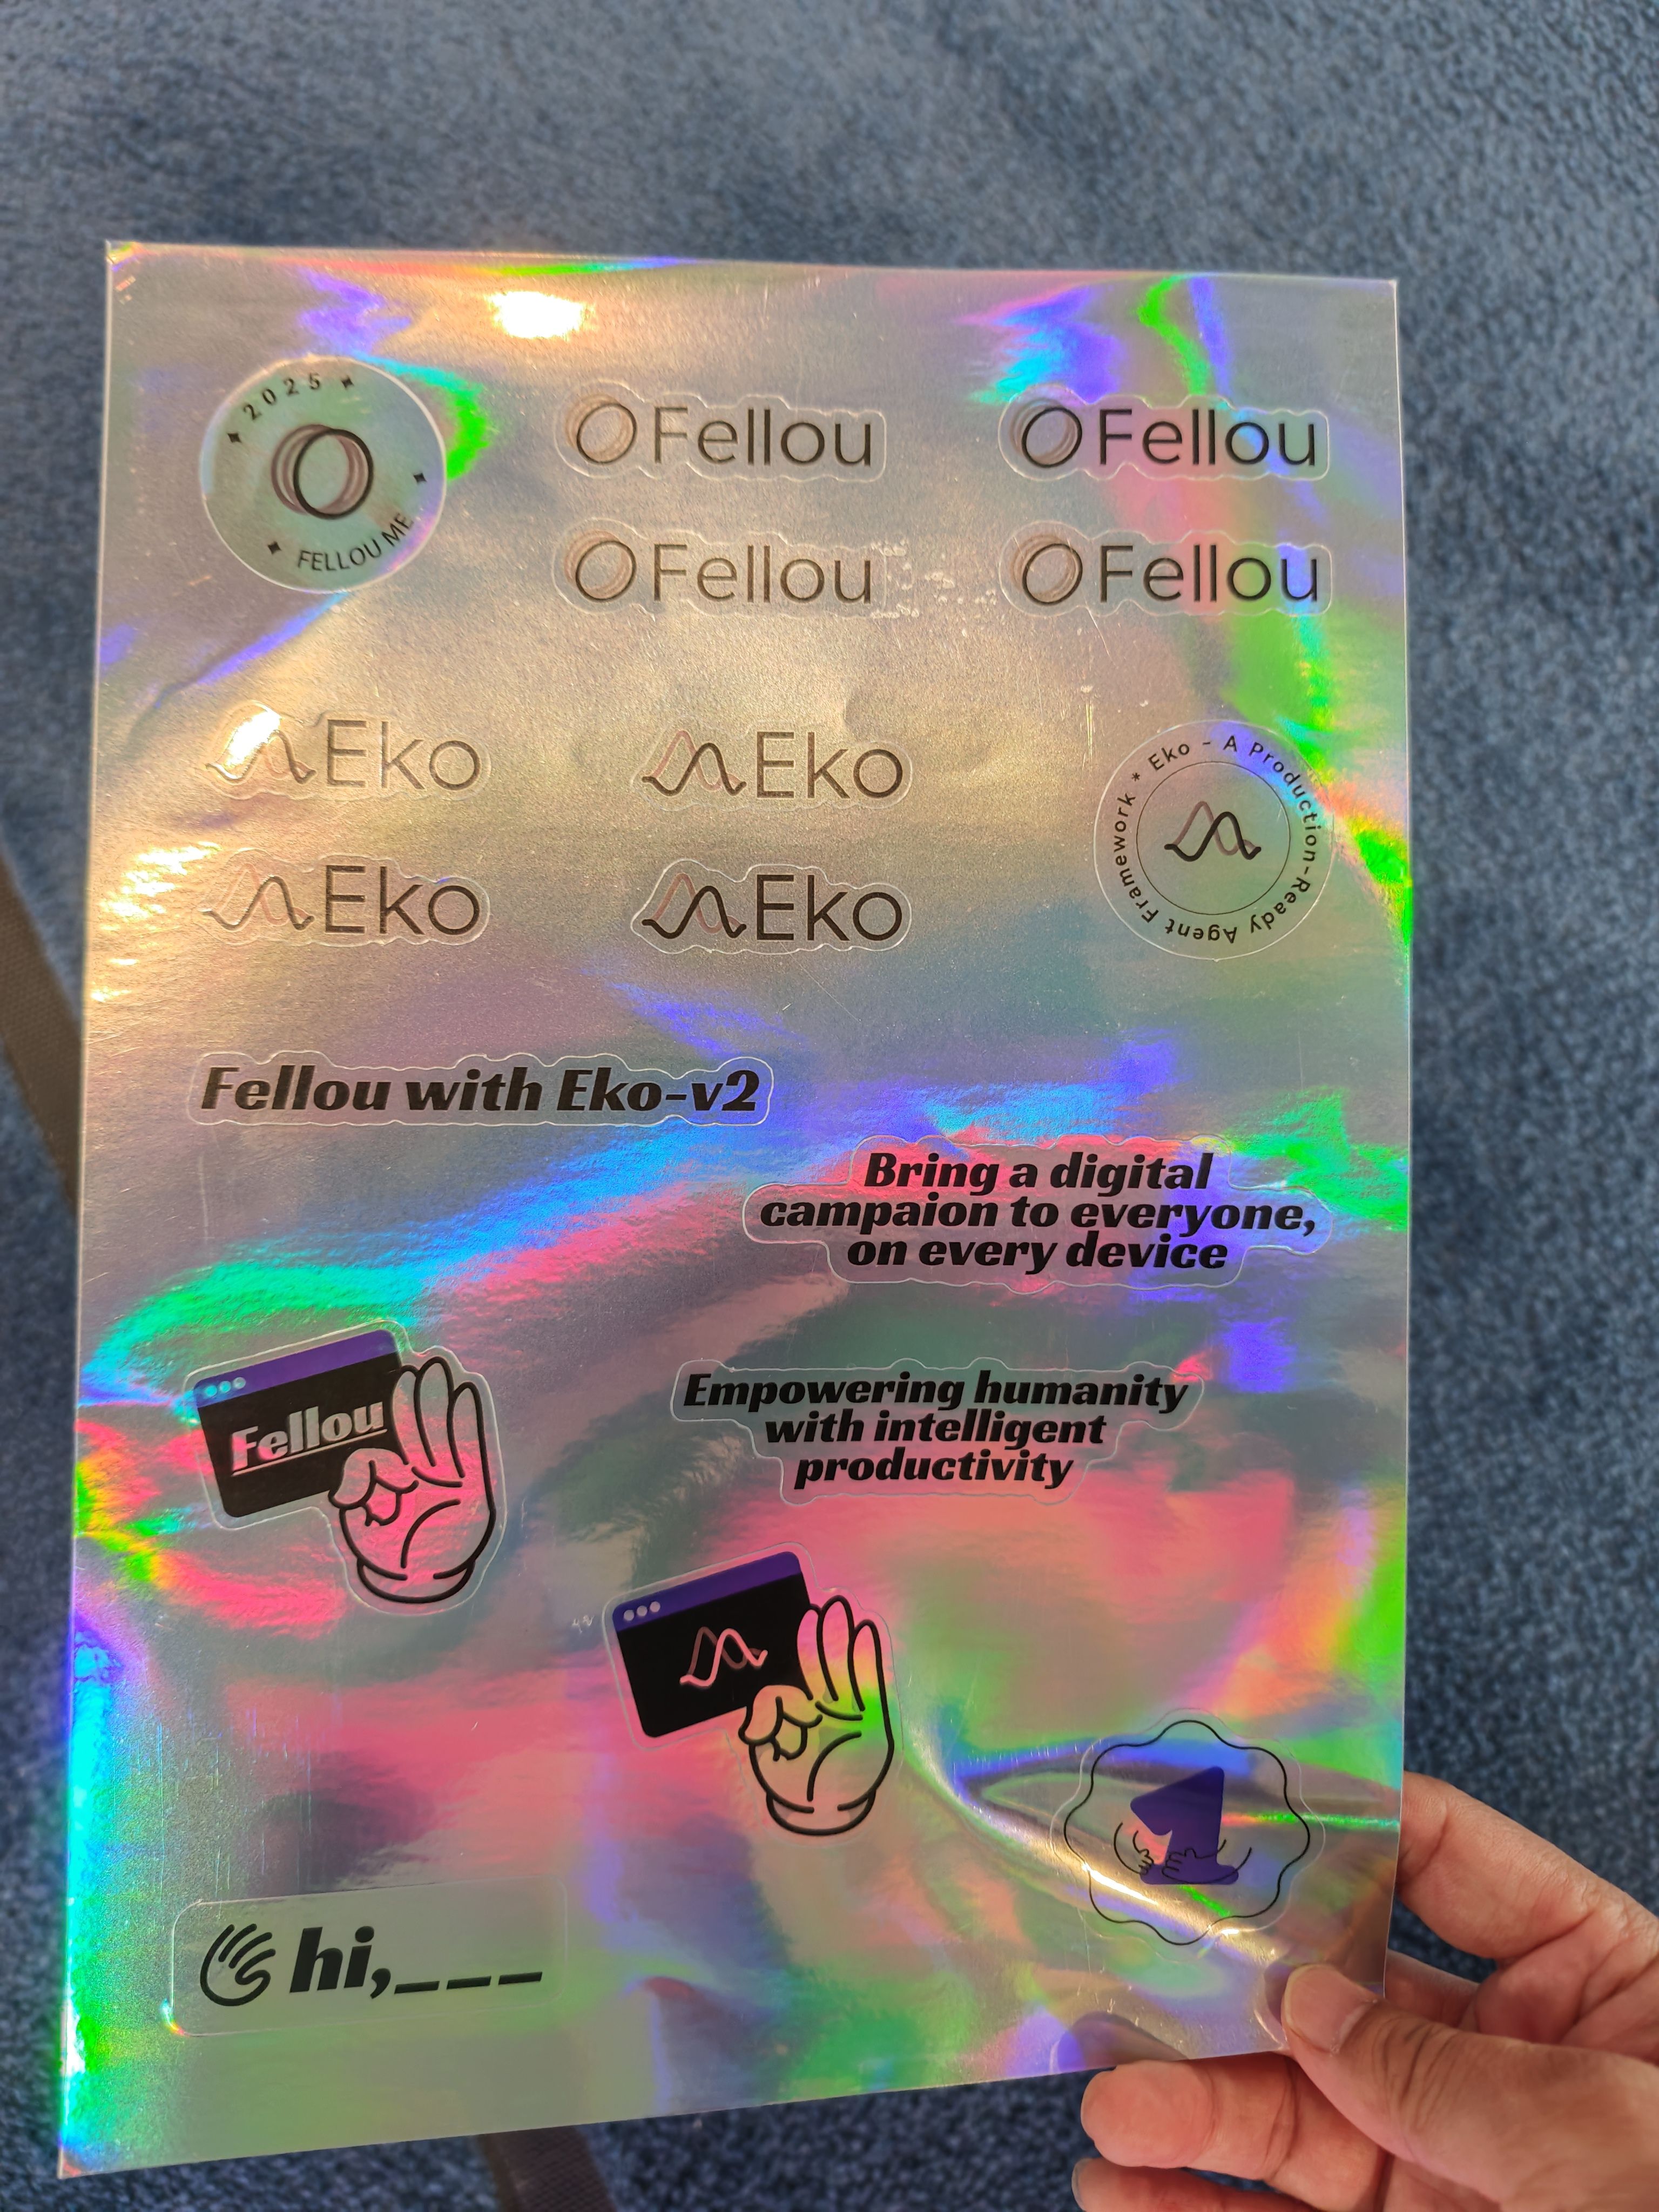 2025
FELLOU ME
Fellou
Fellou
Fellou
Fellou
Eko
Eko
Eko
Eko
* Eko - A Production-Ready Agent Framework
Fellou with Eko-v2
Bring a digital
campaion to everyone,
on every device
Fellou
Empowering humanity
with intelligent
productivity
1
hi,___